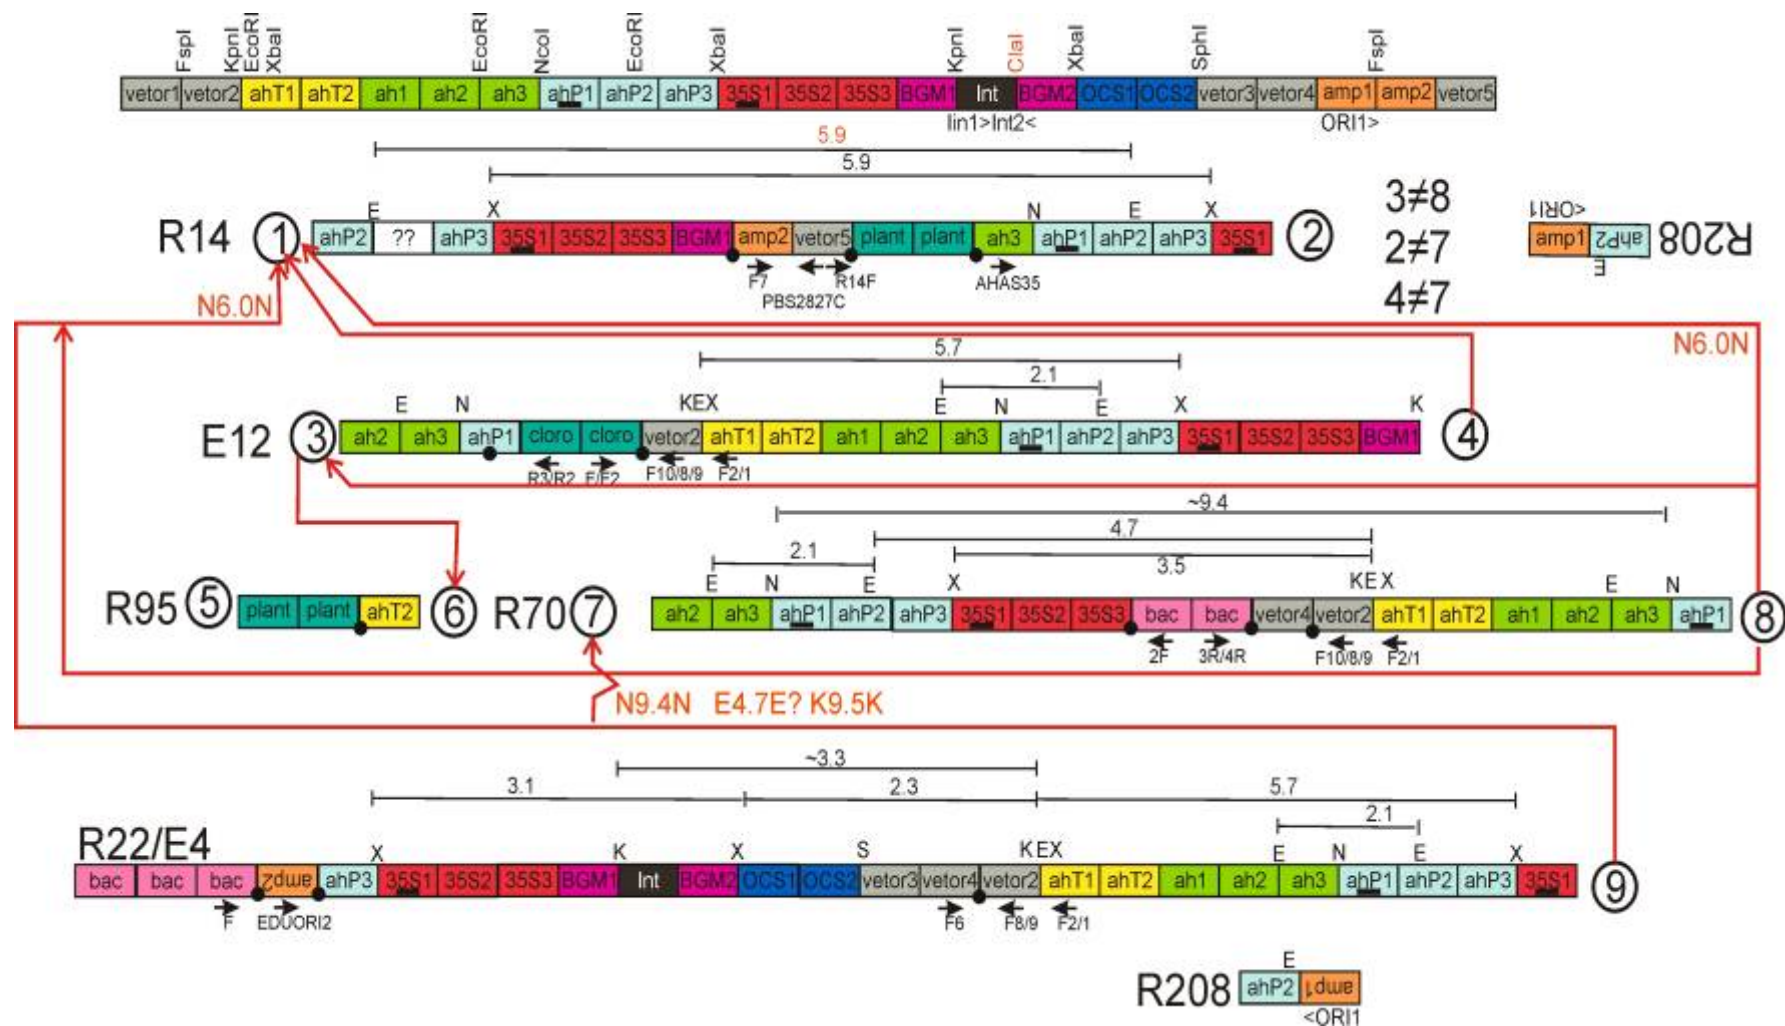 FspI KpnI EcoRI XbaI EcoRI NcoI EcoRI XbaI KpnI ClaI XbaI SphI FspI
vetor1 vetor2 ahT1 ahT2 ah1 ah2 ah3 ahP1 ahP2 ahP3 35S1 35S2 35S3 BGM1 Int BGM2 OCS1 OCS2 vetor3 vetor4 amp1 amp2 vetor5
Iin1>Int2< ORI1>
5.9
5.9
E X N E X
R14 1 ahP2 ?? ahP3 35S1 35S2 35S3 BGM1 amp2 vetor5 plant plant ah3 ahP1 ahP2 ahP3 35S1 2
F7 R14F AHAS35
PBS2827C
3≠8
2≠7
4≠7
<ORI1
amp1 ahP2 R208
E
N6.0N N6.0N
5.7
2.1
E N KEX E N E X K
E12 3 ah2 ah3 ahP1 cloro cloro vetor2 ahT1 ahT2 ah1 ah2 ah3 ahP1 ahP2 ahP3 35S1 35S2 35S3 BGM1 4
R3/R2 F/F2 F10/8/9 F2/1
~9.4
4.7
2.1 3.5
E N E X KEX E N
R95 5 plant plant ahT2 6 R70 7 ah2 ah3 ahP1 ahP2 ahP3 35S1 35S2 35S3 bac bac vetor4 vetor2 ahT1 ahT2 ah1 ah2 ah3 ahP1 8
2F 3R/4R F10/8/9 F2/1
N9.4N E4.7E? K9.5K
~3.3
3.1 2.3 5.7
2.1
R22/E4 X K X S KEX E N E X
bac bac bac amp2 ahP3 35S1 35S2 35S3 BGM1 Int BGM2 OCS1 OCS2 vetor3 vetor4 vetor2 ahT1 ahT2 ah1 ah2 ah3 ahP1 ahP2 ahP3 35S1 9
F EDUORI2 F6 F8/9 F2/1
E
R208 ahP2 amp1
<ORI1